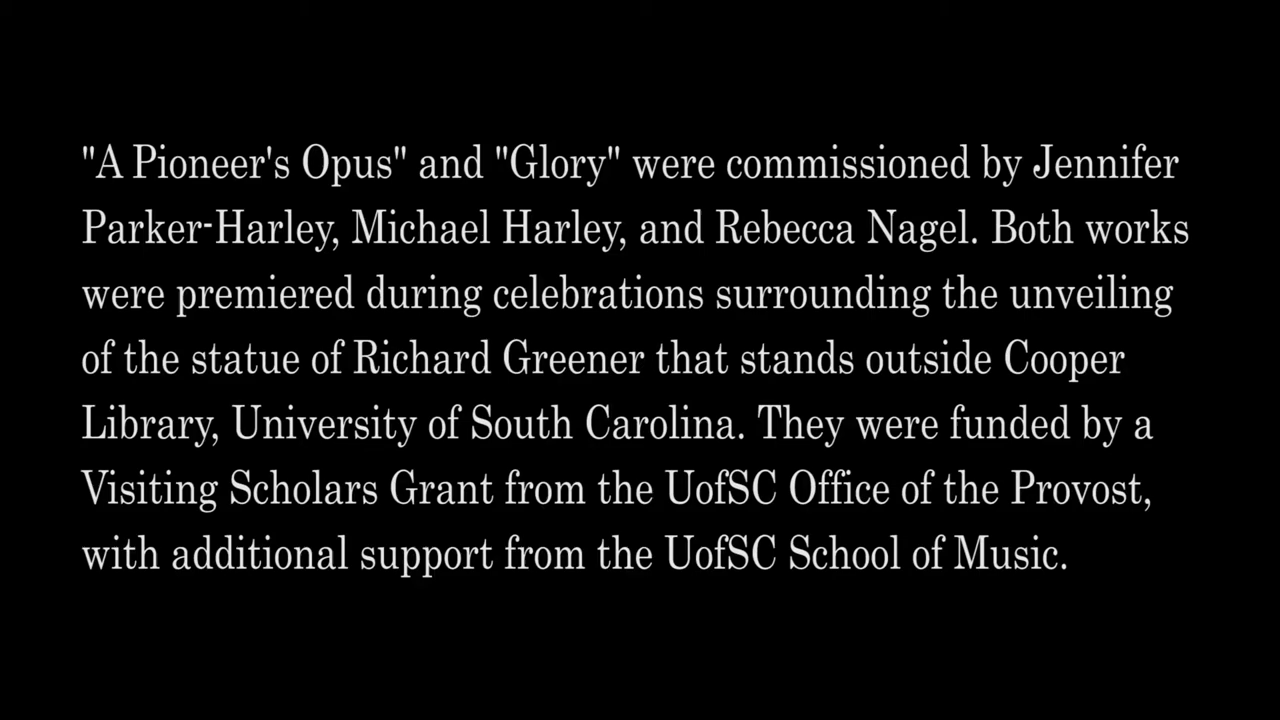 "A Pioneer's Opus" and "Glory" were commissioned by Jennifer
Parker-Harley, Michael Harley, and Rebecca Nagel. Both works
were premiered during celebrations surrounding the unveiling
of the statue of Richard Greener that stands outside Cooper
Library, University of South Carolina. They were funded by a
Visiting Scholars Grant from the UofSC Office of the Provost,
with additional support from the UofSC School of Music.